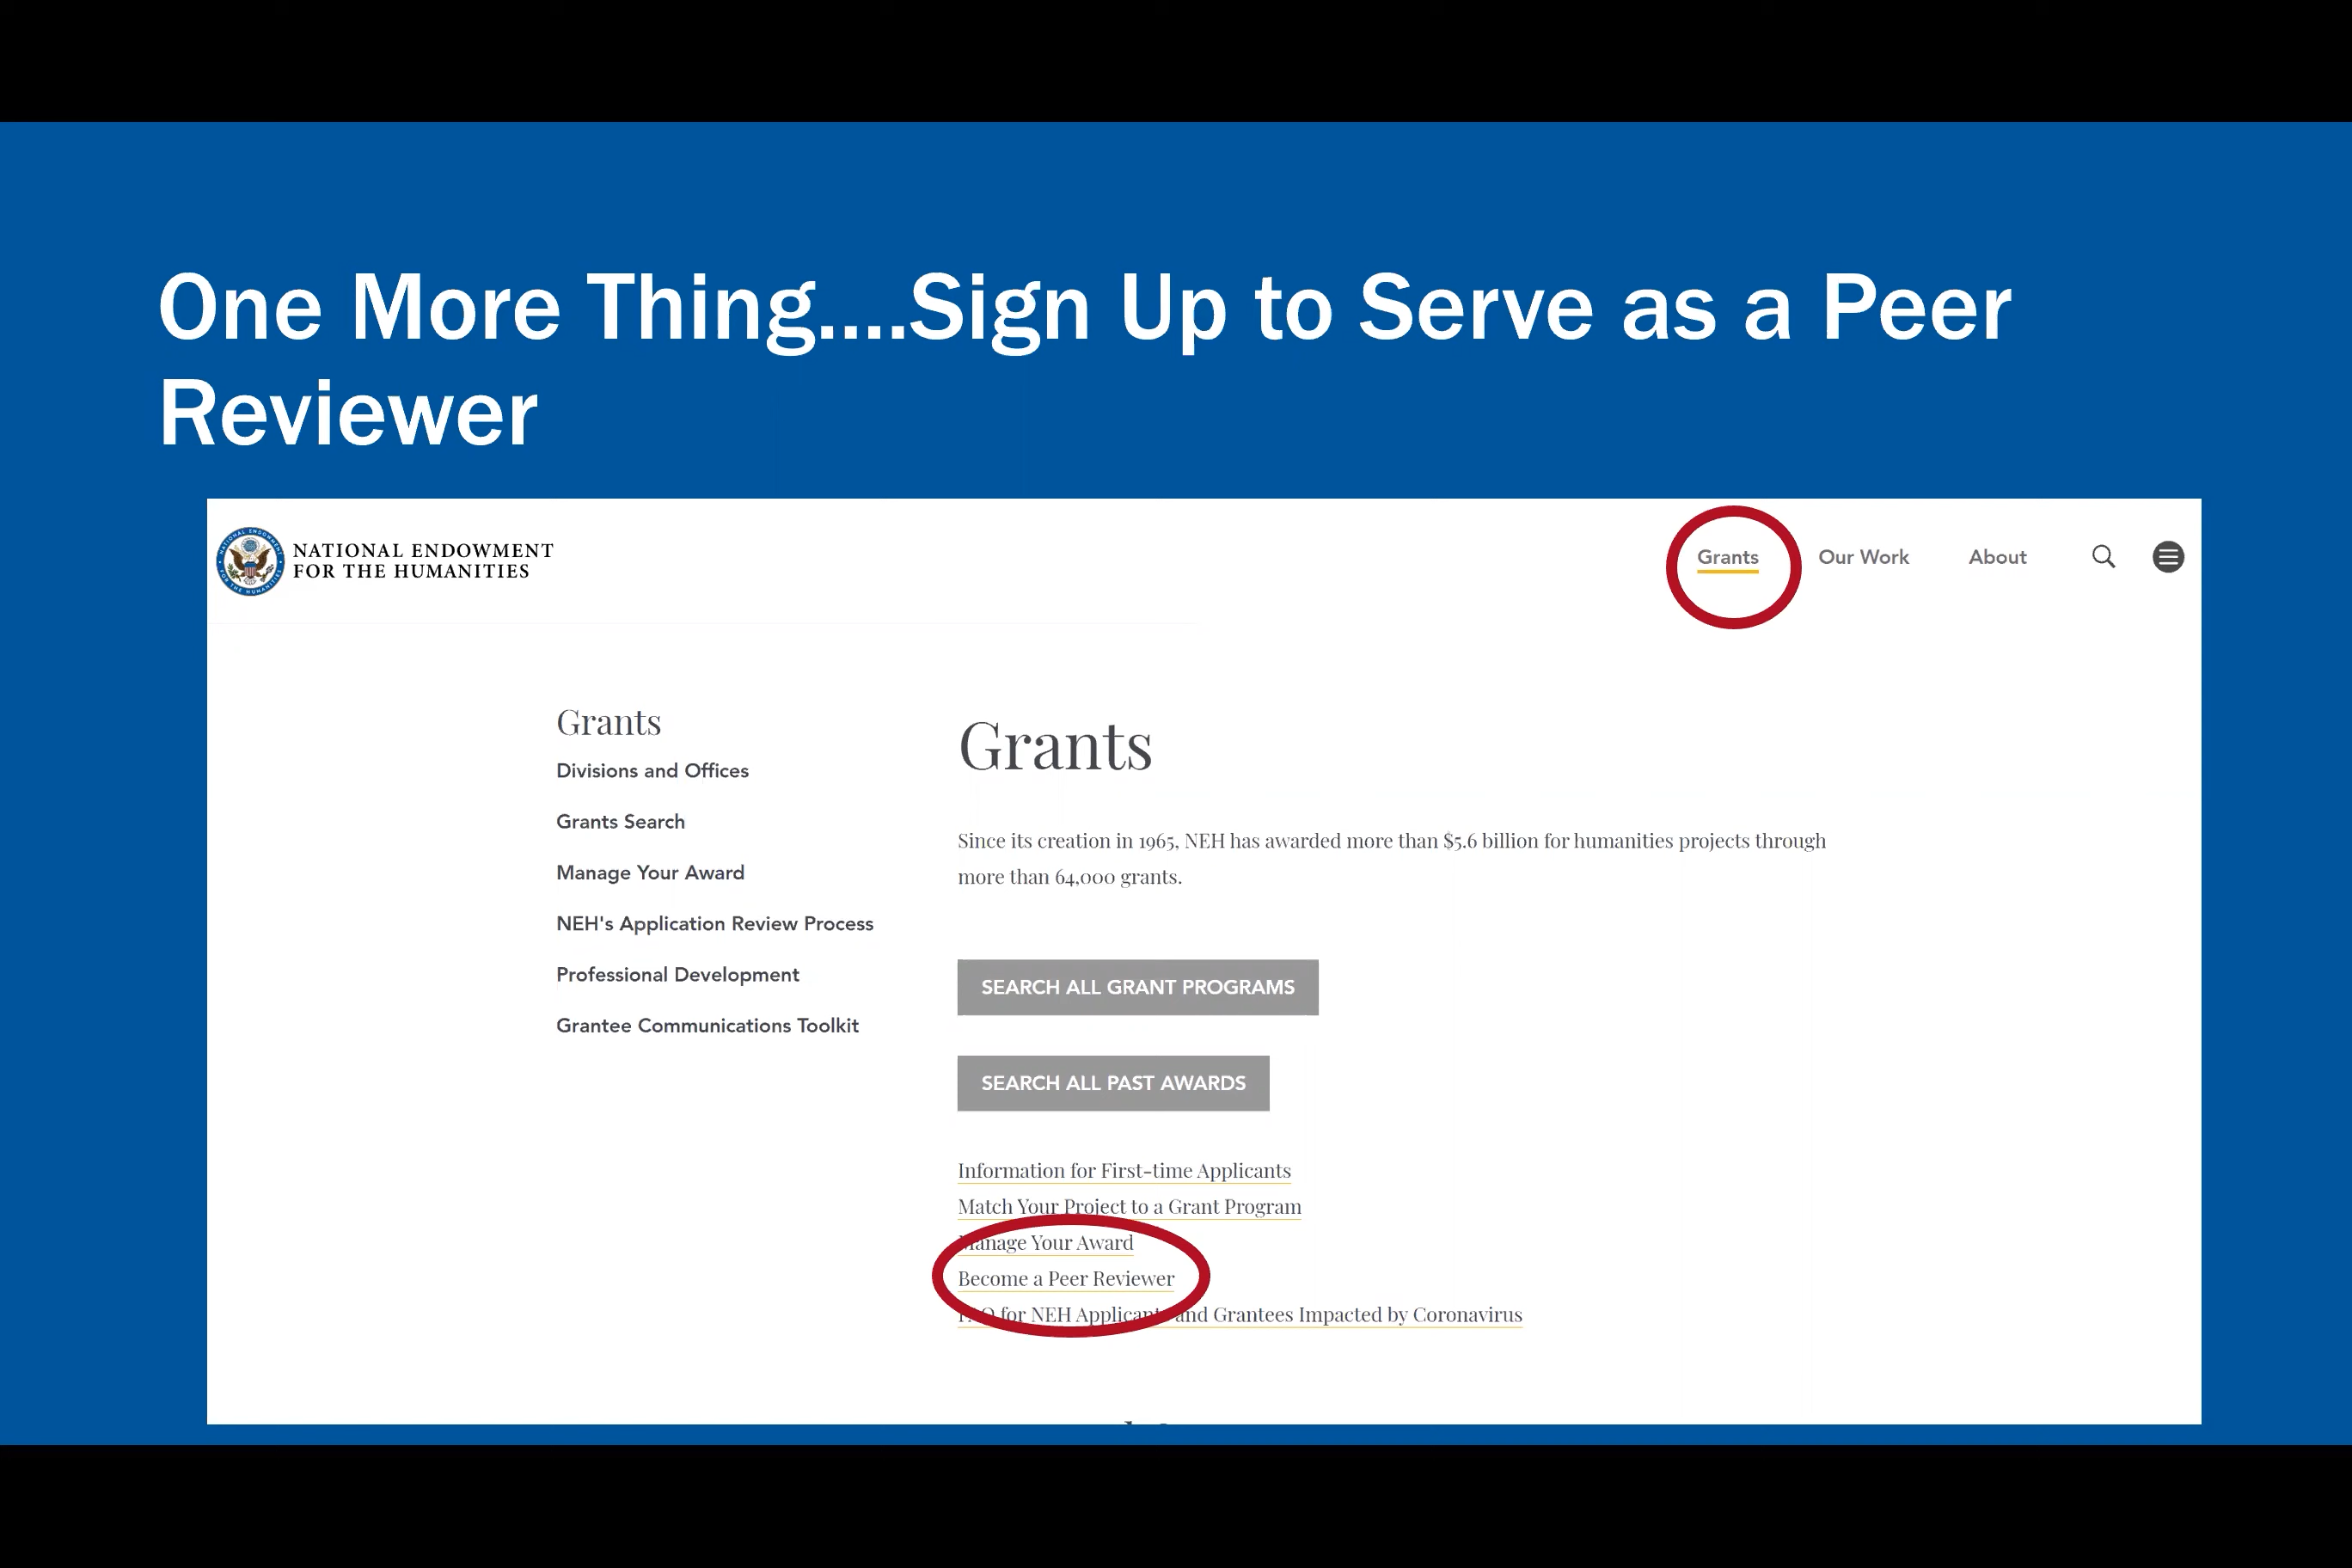 One More Thing....Sign Up to Serve as a Peer
Reviewer
NATIONAL ENDOWMENT
FOR THE HUMANITIES
Grants
Our Work
About
Grants
Divisions and Offices
Grants Search
Manage Your Award
NEH's Application Review Process
Professional Development
Grantee Communications Toolkit
Grants
Since its creation in 1965, NEH has awarded more than $5.6 billion for humanities projects through
more than 64,000 grants.
SEARCH ALL GRANT PROGRAMS
SEARCH ALL PAST AWARDS
Information for First-time Applicants
Match Your Project to a Grant Program
Manage Your Award
Become a Peer Reviewer
FAQ for NEH Applicants and Grantees Impacted by Coronavirus